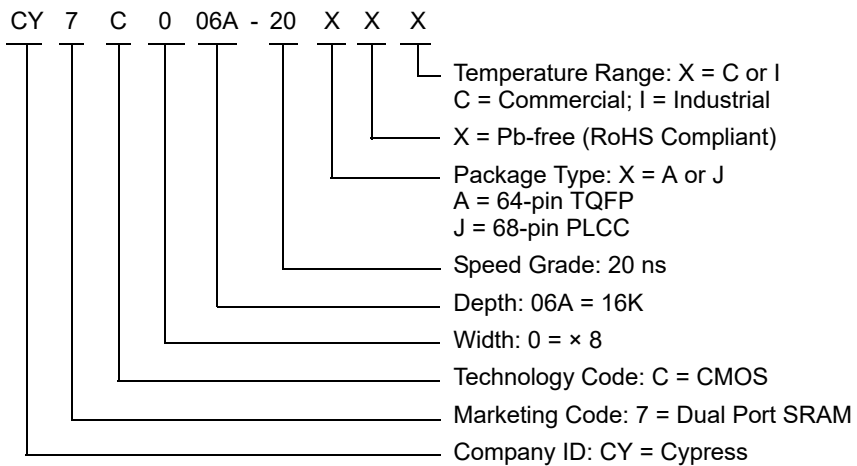 CY 7 C 0 06A - 20 X X X
Temperature Range: X = C or I
C = Commercial; I = Industrial
X = Pb-free (RoHS Compliant)
Package Type: X = A or J
A = 64-pin TQFP
J = 68-pin PLCC
Speed Grade: 20 ns
Depth: 06A = 16K
Width: 0 = × 8
Technology Code: C = CMOS
Marketing Code: 7 = Dual Port SRAM
Company ID: CY = Cypress